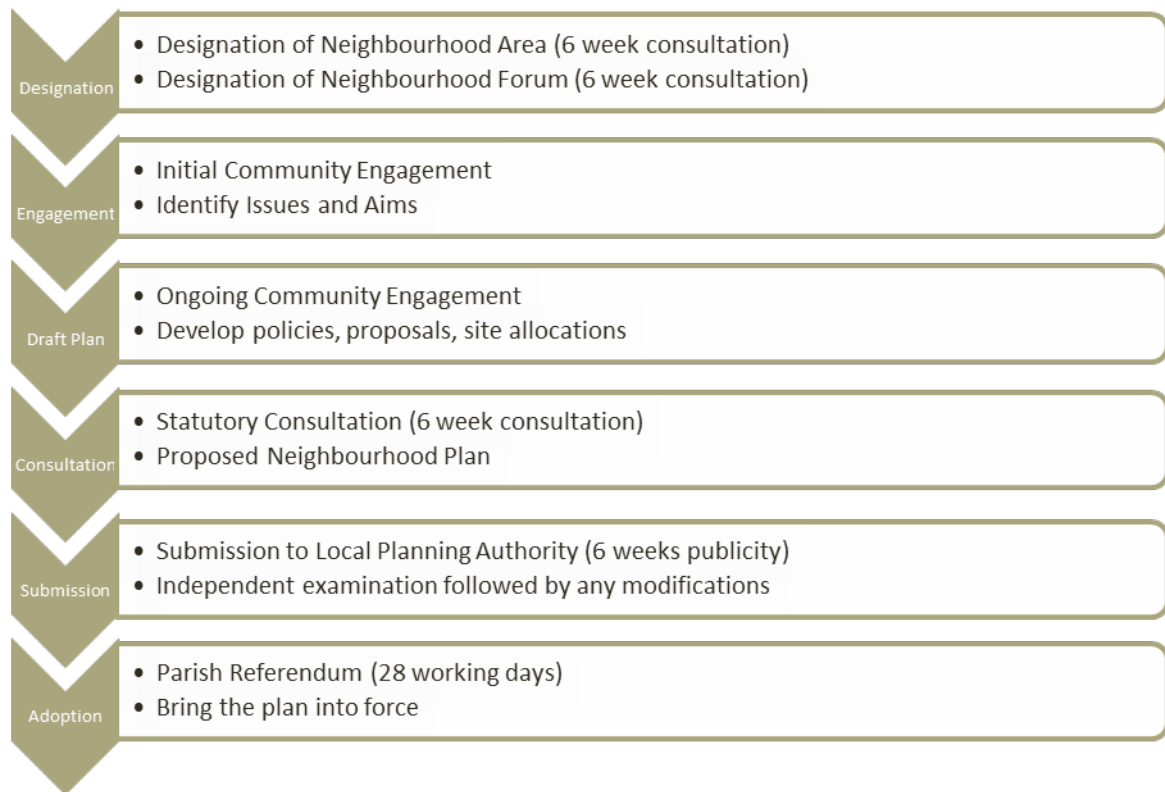 Designation
• Designation of Neighbourhood Area (6 week consultation)
• Designation of Neighbourhood Forum (6 week consultation)
Engagement
• Initial Community Engagement
• Identify Issues and Aims
Draft Plan
• Ongoing Community Engagement
• Develop policies, proposals, site allocations
Consultation
• Statutory Consultation (6 week consultation)
• Proposed Neighbourhood Plan
Submission
• Submission to Local Planning Authority (6 weeks publicity)
• Independent examination followed by any modifications
Adoption
• Parish Referendum (28 working days)
• Bring the plan into force